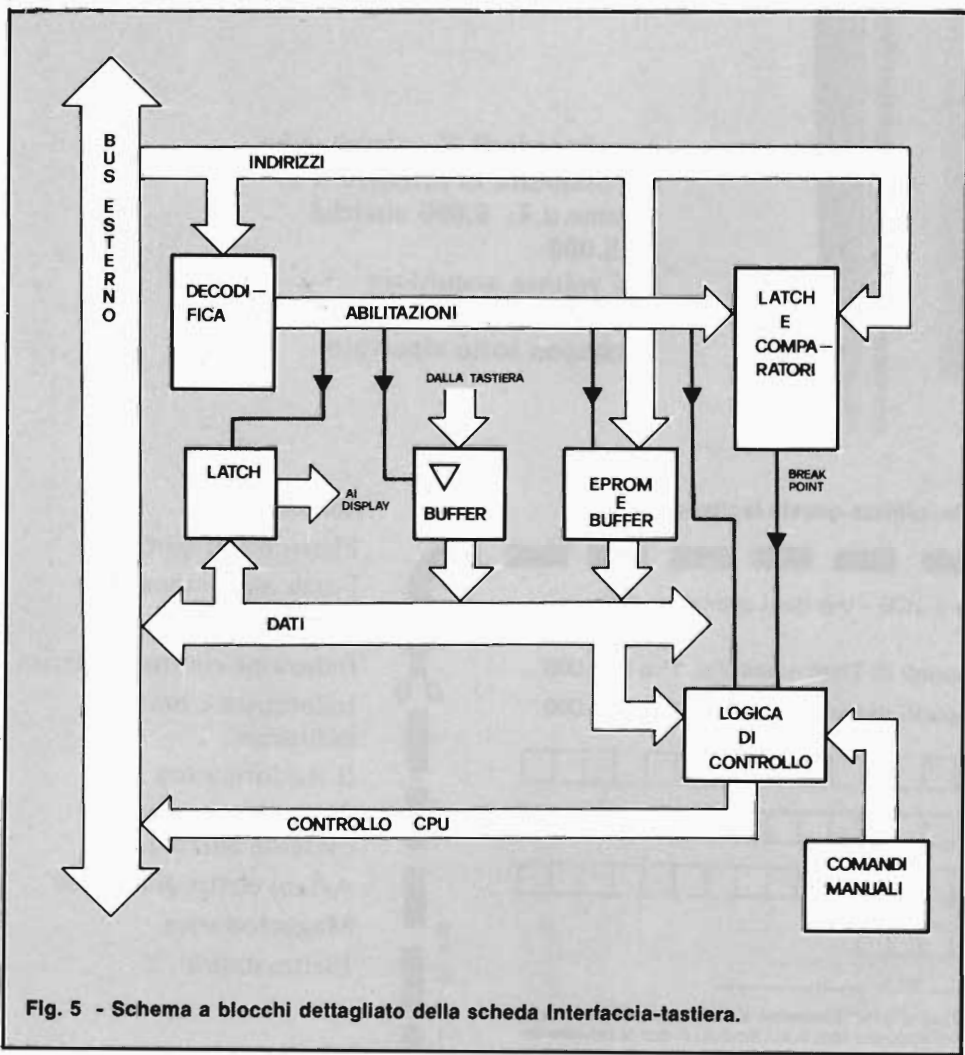 BUS ESTERNO
INDIRIZZI
DECODI–
FICA
ABILITAZIONI
LATCH
E
COMPA–
RATORI
DALLA TASTIERA
LATCH
AI
DISPLAY
BUFFER
EPROM
E
BUFFER
BREAK
POINT
DATI
LOGICA
DI
CONTROLLO
CONTROLLO CPU
COMANDI
MANUALI
Fig. 5 - Schema a blocchi dettagliato della scheda Interfaccia-tastiera.